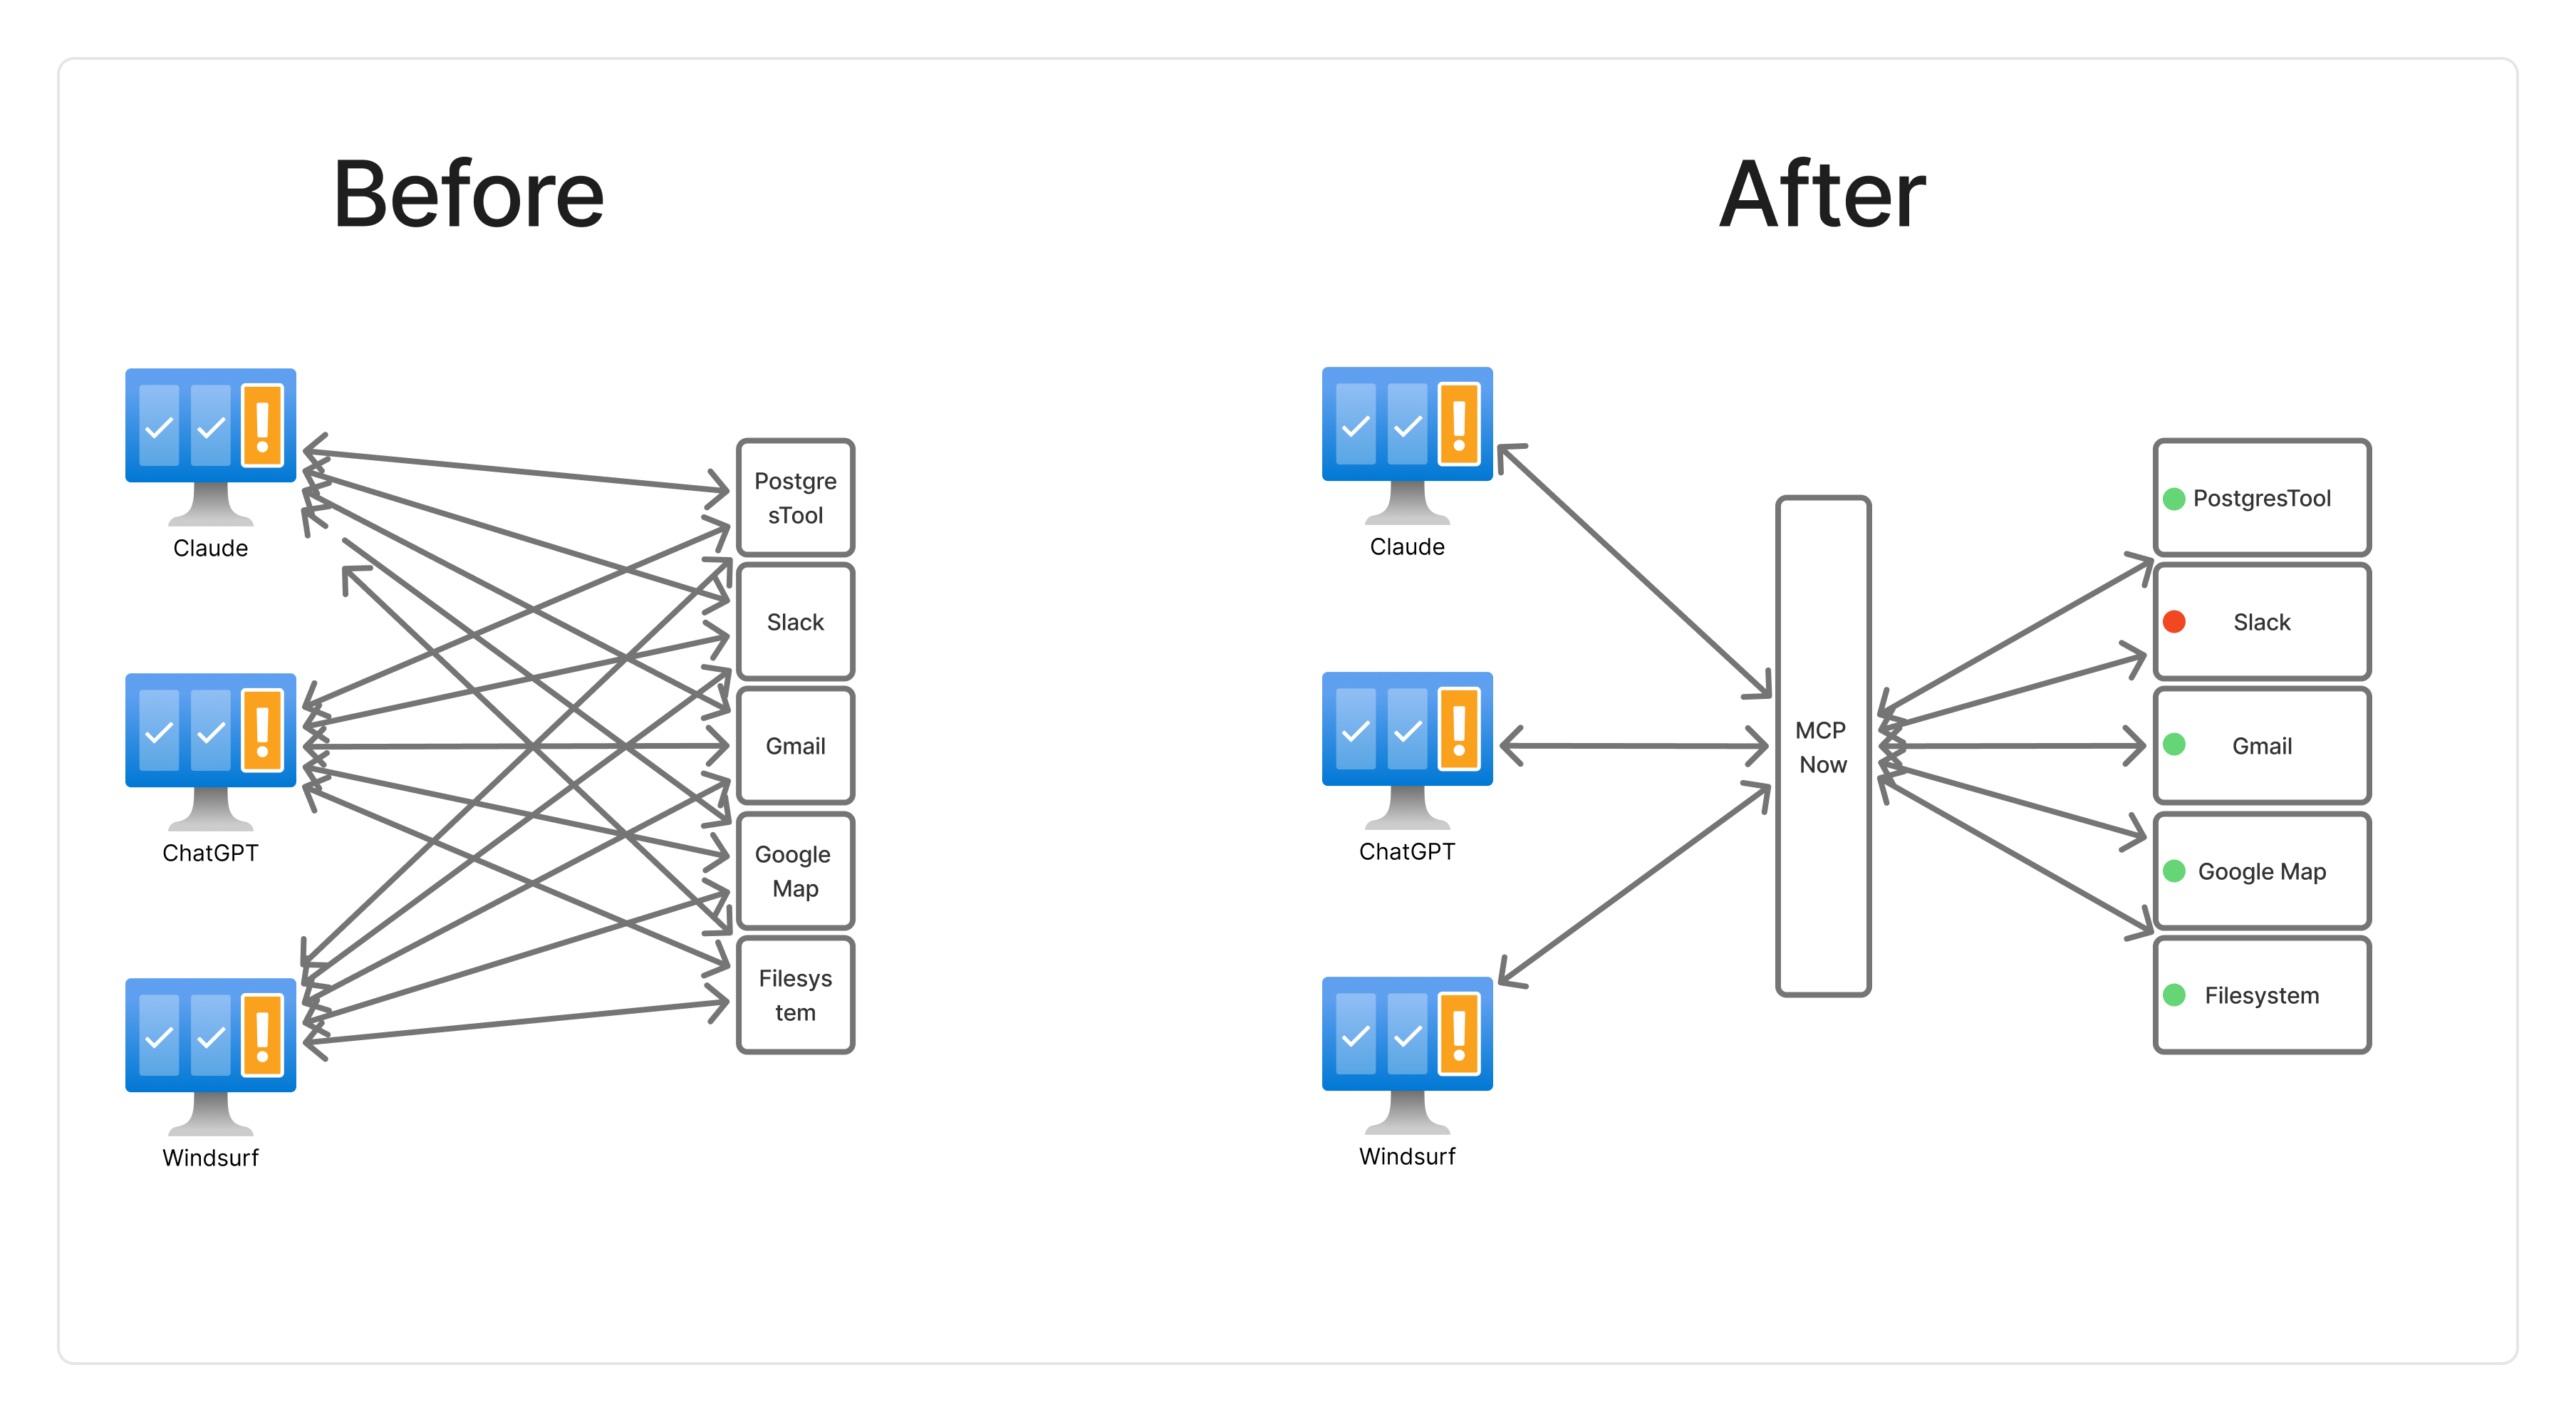 Before
Claude
ChatGPT
Windsurf
Postgre
sTool
Slack
Gmail
Google
Map
Filesys
tem
After
Claude
ChatGPT
Windsurf
MCP
Now
PostgresTool
Slack
Gmail
Google Map
Filesystem